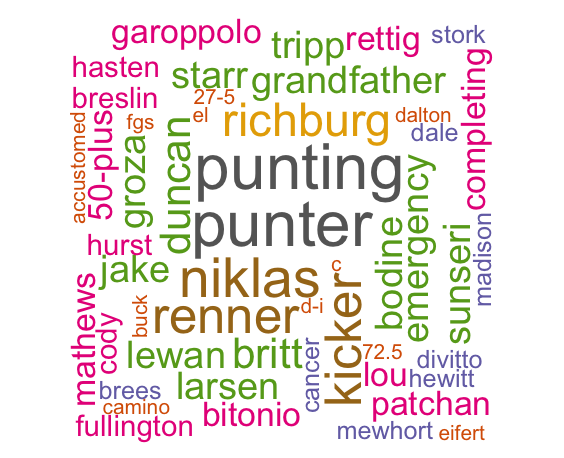 garoppolo
tripp
rettig
stork
hasten
starr
grandfather
completing
breslin
27-5
el
richburg
dalton
dale
accustomed
50-plus
fgs
groza
duncan
punting
punter
emergency
bodine
sunseri
madison
hurst
jake
niklas
c
kicker
mathews
cody
buck
renner
d-i
lewan
britt
cancer
72.5
divitto
lou
hewitt
brees
larsen
camino
bitonio
patchan
fullington
mewhort
eifert